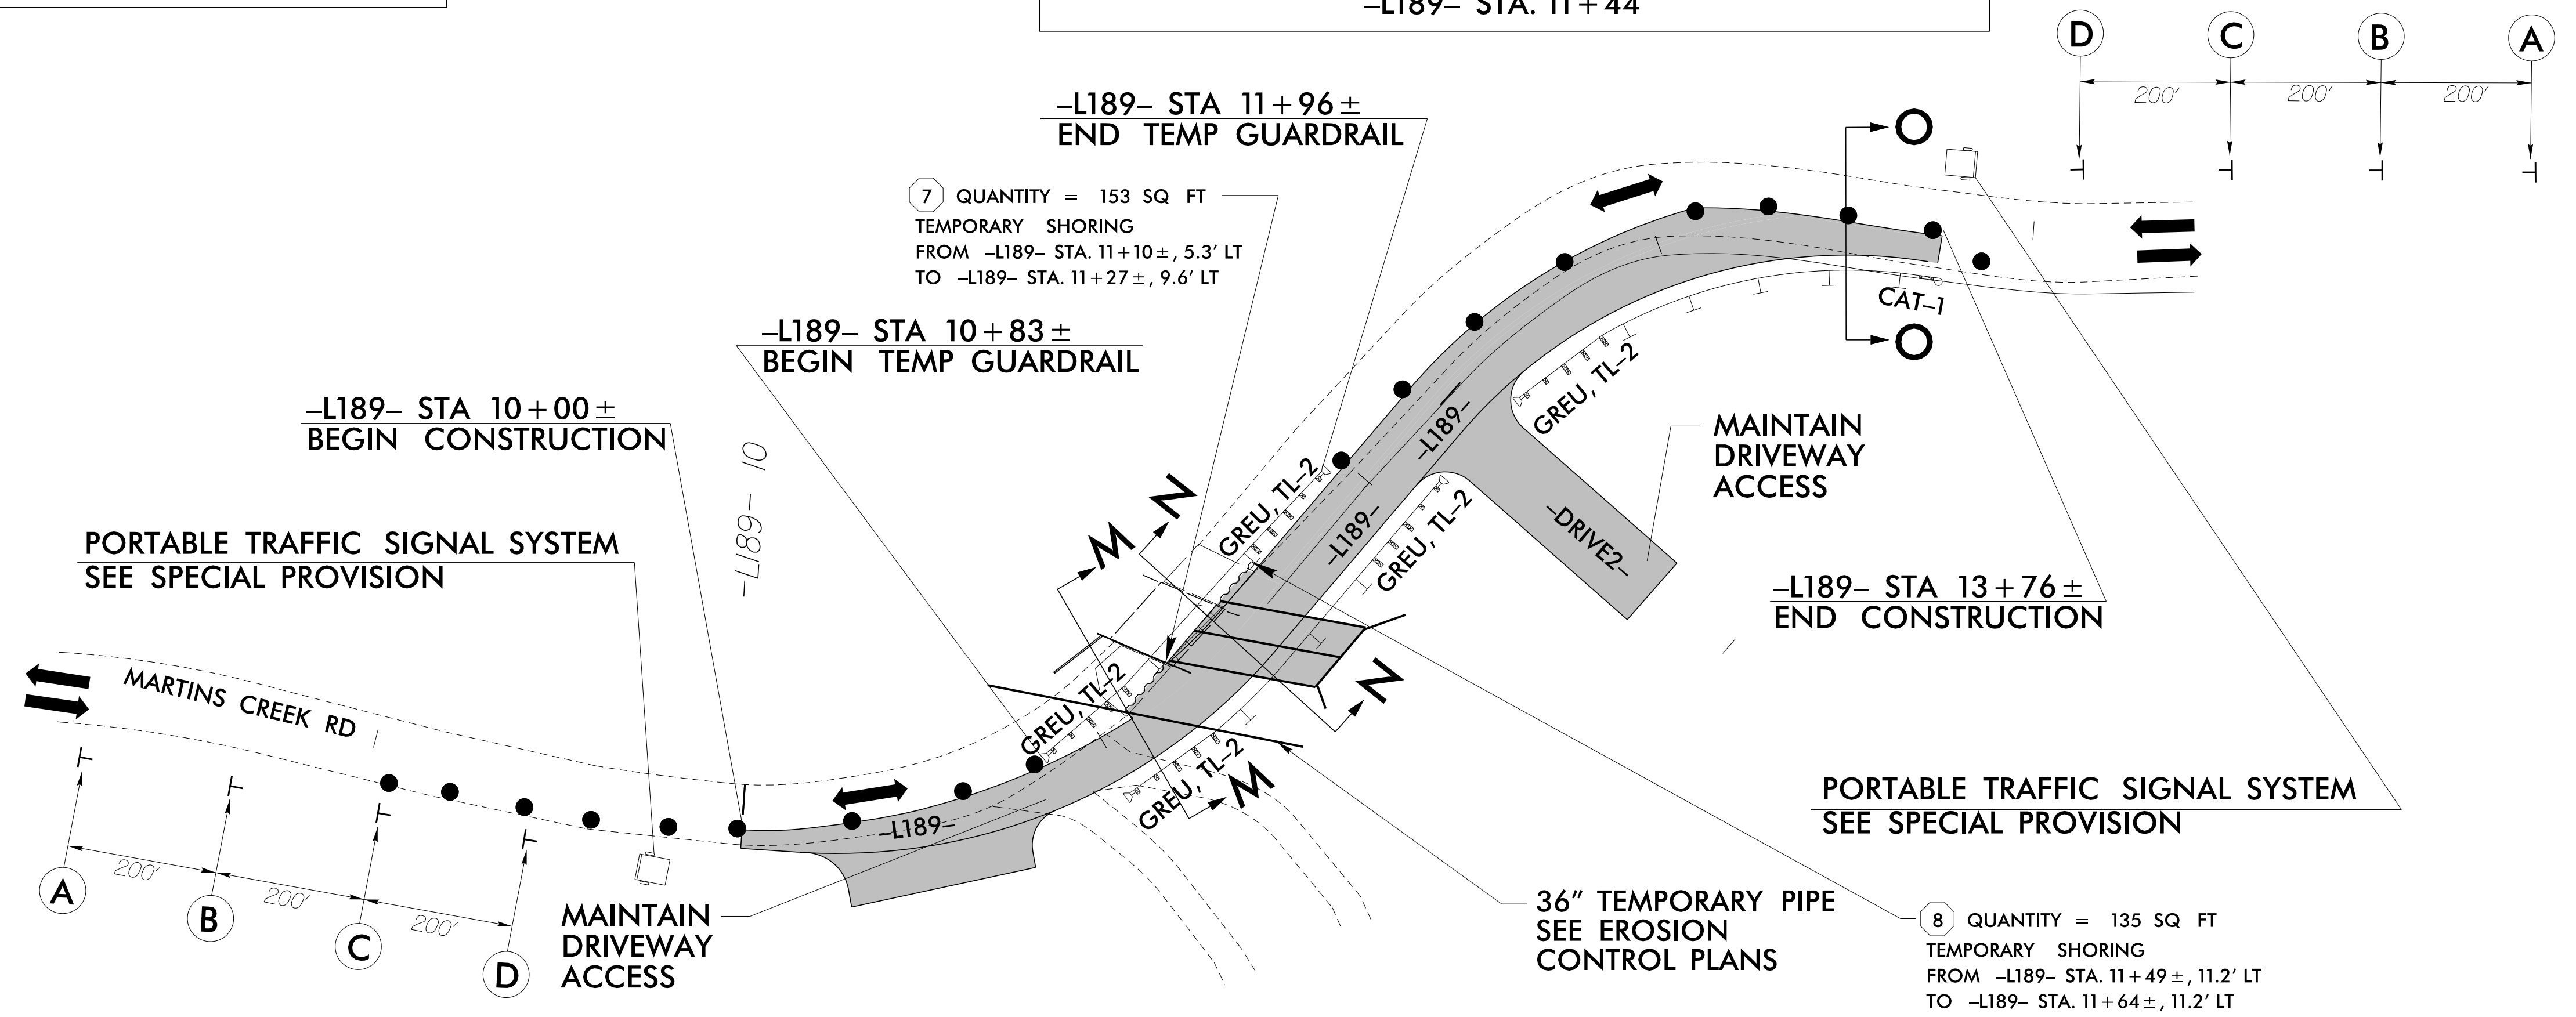 –L189– STA. 11+44
D C B A
200' 200' 200'
–L189– STA 11+96±
END TEMP GUARDRAIL
7 QUANTITY = 153 SQ FT
TEMPORARY SHORING
FROM –L189– STA. 11+10±, 5.3' LT
TO –L189– STA. 11+27±, 9.6' LT
–L189– STA 10+83±
BEGIN TEMP GUARDRAIL
–L189– STA 10+00±
BEGIN CONSTRUCTION
–L189– 10
PORTABLE TRAFFIC SIGNAL SYSTEM
SEE SPECIAL PROVISION
CAT–1
GREU, TL–2
–L189–
MAINTAIN
DRIVEWAY
ACCESS
GREU, TL–2
M
N
–L189–
GREU, TL–2
–DRIVE2–
–L189– STA 13+76±
END CONSTRUCTION
MARTINS CREEK RD
GREU, TL–2
N
GREU, TL–2
M
–L189–
PORTABLE TRAFFIC SIGNAL SYSTEM
SEE SPECIAL PROVISION
200' 200' 200'
A B C D
MAINTAIN
DRIVEWAY
ACCESS
36" TEMPORARY PIPE
SEE EROSION
CONTROL PLANS
8 QUANTITY = 135 SQ FT
TEMPORARY SHORING
FROM –L189– STA. 11+49±, 11.2' LT
TO –L189– STA. 11+64±, 11.2' LT